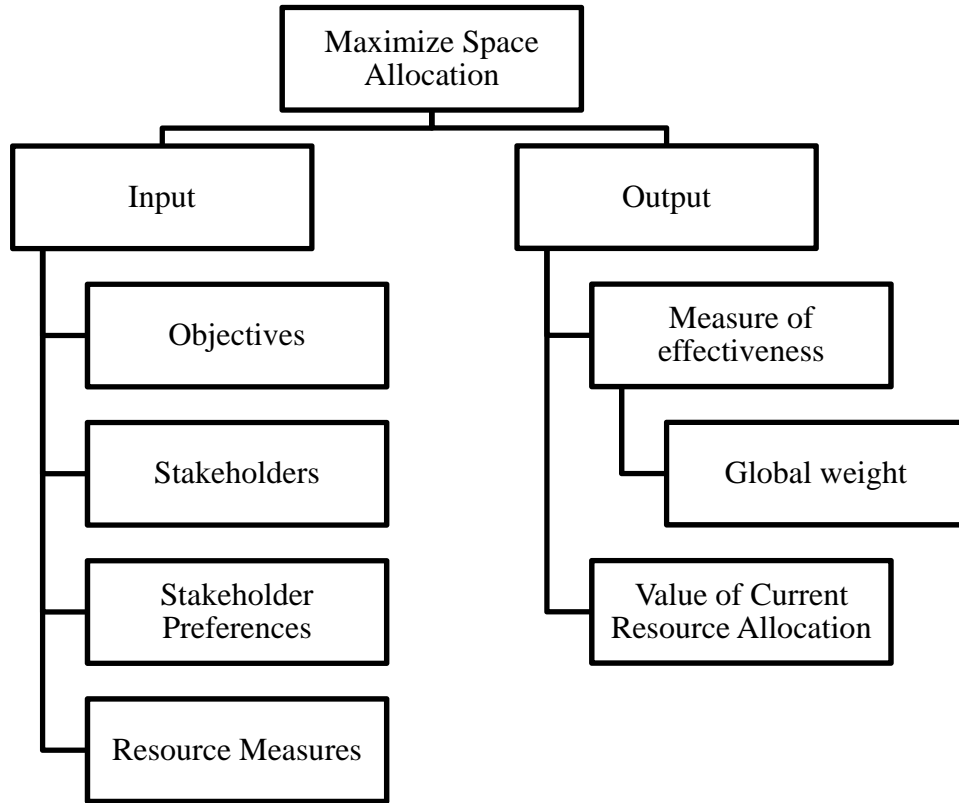 Maximize Space
Allocation
Input
Output
Objectives
Measure of
effectiveness
Stakeholders
Global weight
Stakeholder
Preferences
Value of Current
Resource Allocation
Resource Measures